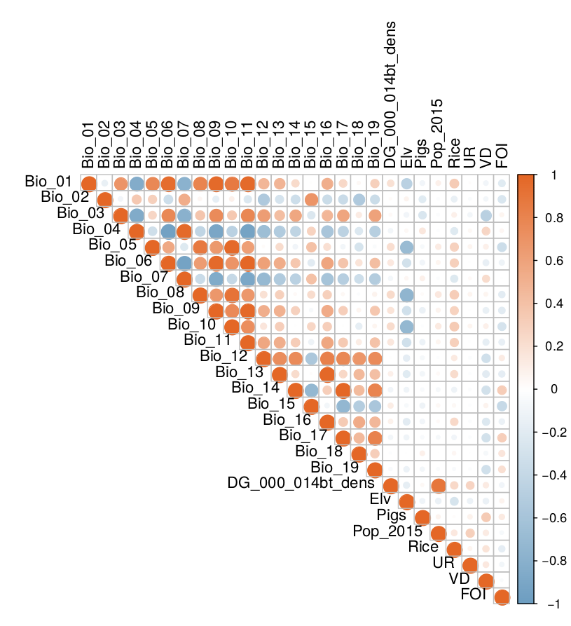 Bio_01
Bio_02
Bio_03
Bio_04
Bio_05
Bio_06
Bio_07
Bio_08
Bio_09
Bio_10
Bio_11
Bio_12
Bio_13
Bio_14
Bio_15
Bio_16
Bio_17
Bio_18
Bio_19
DG_000_014bt_dens
Elv
Pigs
Pop_2015
Rice
UR
VD
FOI
Bio_01
Bio_02
Bio_03
Bio_04
Bio_05
Bio_06
Bio_07
Bio_08
Bio_09
Bio_10
Bio_11
Bio_12
Bio_13
Bio_14
Bio_15
Bio_16
Bio_17
Bio_18
Bio_19
DG_000_014bt_dens
Elv
Pigs
Pop_2015
Rice
UR
VD
FOI
1
0.8
0.6
0.4
0.2
0
−0.2
−0.4
−0.6
−0.8
−1